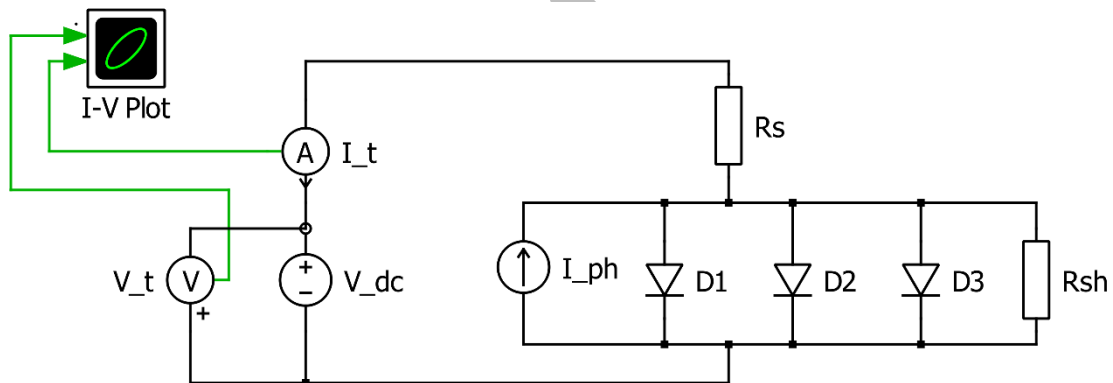 I-V Plot
A
I_t
Rs
V_t
V
+
+
–
V_dc
I_ph
D1
D2
D3
Rsh